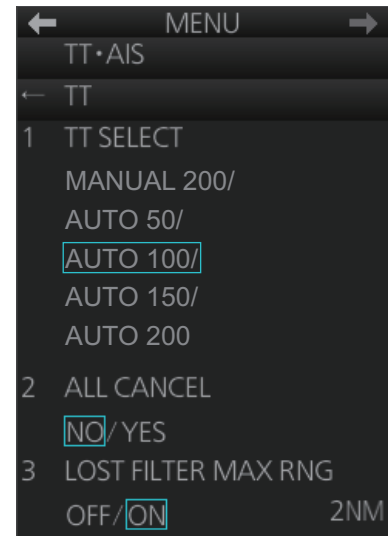 ← MENU →
TT•AIS
← TT
1 TT SELECT
MANUAL 200/
AUTO 50/
AUTO 100/
AUTO 150/
AUTO 200
2 ALL CANCEL
NO/YES
3 LOST FILTER MAX RNG
OFF/ON 2NM